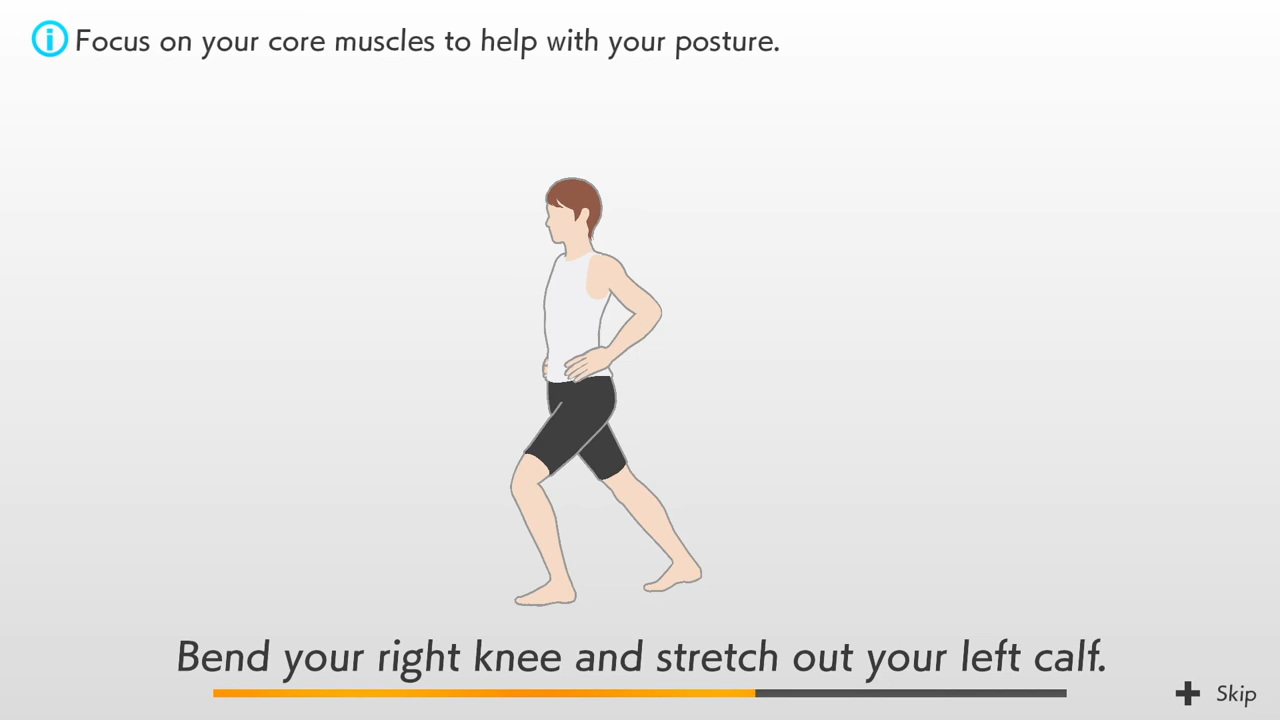 Focus on your core muscles to help with your posture.
Bend your right knee and stretch out your left calf.
Skip